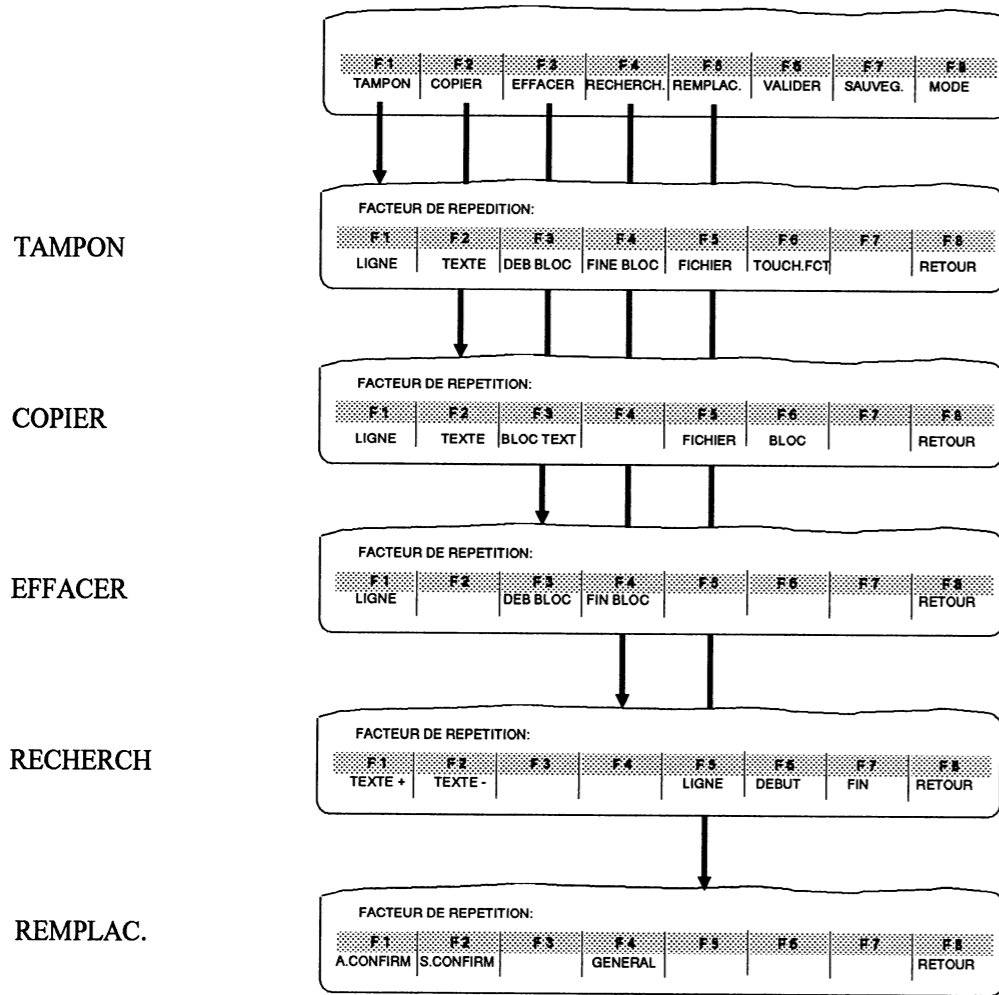 F1 F2 F3 F4 F5 F6 F7 F8
TAMPON COPIER EFFACER RECHERCH. REMPLAC. VALIDER SAUVEG. MODE
TAMPON
FACTEUR DE REPEDITION:
F1 F2 F3 F4 F5 F6 F7 F8
LIGNE TEXTE DEB BLOC FINE BLOC FICHIER TOUCH.FCT RETOUR
COPIER
FACTEUR DE REPETITION:
F1 F2 F3 F4 F5 F6 F7 F8
LIGNE TEXTE BLOC TEXT FICHIER BLOC RETOUR
EFFACER
FACTEUR DE REPETITION:
F1 F2 F3 F4 F5 F6 F7 F8
LIGNE DEB BLOC FIN BLOC RETOUR
RECHERCH
FACTEUR DE REPETITION:
F1 F2 F3 F4 F5 F6 F7 F8
TEXTE + TEXTE - LIGNE DEBUT FIN RETOUR
REMPLAC.
FACTEUR DE REPETITION:
F1 F2 F3 F4 F5 F6 F7 F8
A.CONFIRM S.CONFIRM GENERAL RETOUR